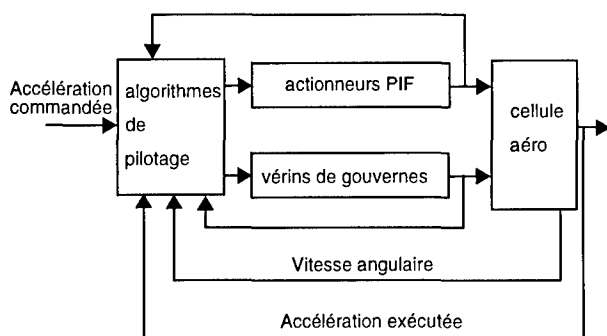 Accélération
commandée
algorithmes
de
pilotage
actionneurs PIF
vérins de gouvernes
cellule
aéro
Vitesse angulaire
Accélération exécutée